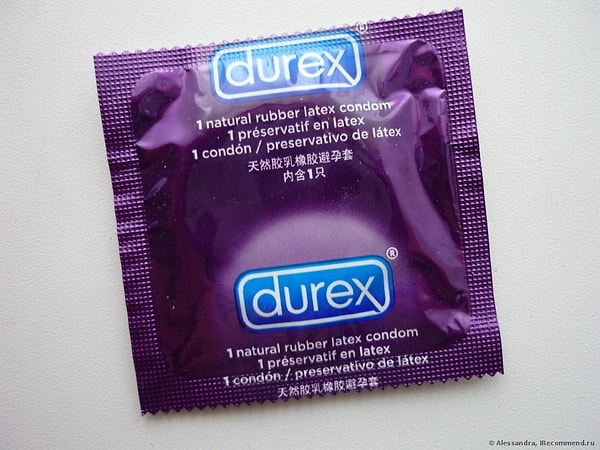 durex®
1 natural rubber latex condom
1 préservatif en latex
1 condón / preservativo de látex
天然胶乳橡胶避孕套
内含1只
durex®
1 natural rubber latex condom
1 préservatif en latex
1 condón / preservativo de látex
天然胶乳橡胶避孕套
© Alessandra, IRecommend.ru